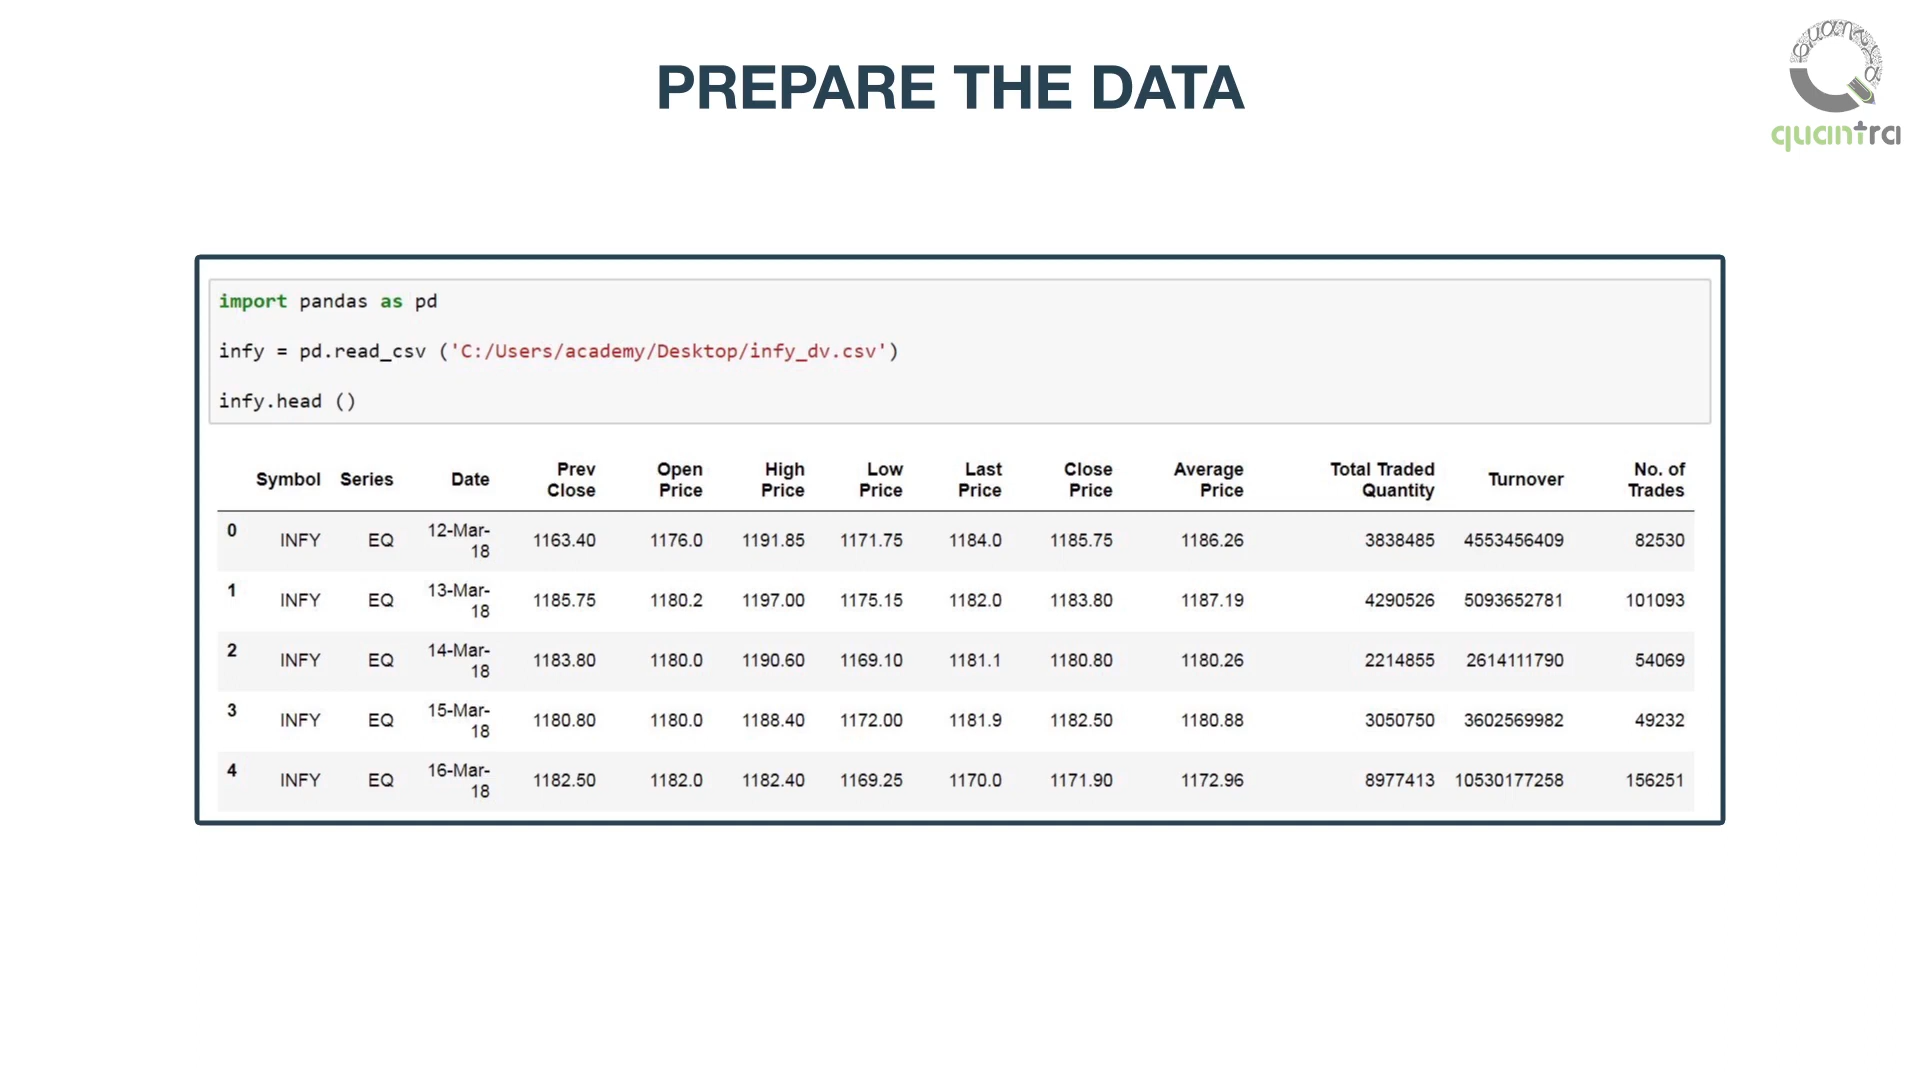 PREPARE THE DATA
quantra
import pandas as pd
infy = pd.read_csv ('C:/Users/academy/Desktop/infy_dv.csv')
infy.head ()
Symbol Series Date Prev Close Open Price High Price Low Price Last Price Close Price Average Price Total Traded Quantity Turnover No. of Trades
0 INFY EQ 12-Mar-18 1163.40 1176.0 1191.85 1171.75 1184.0 1185.75 1186.26 3838485 4553456409 82530
1 INFY EQ 13-Mar-18 1185.75 1180.2 1197.00 1175.15 1182.0 1183.80 1187.19 4290526 5093652781 101093
2 INFY EQ 14-Mar-18 1183.80 1180.0 1190.60 1169.10 1181.1 1180.80 1180.26 2214855 2614111790 54069
3 INFY EQ 15-Mar-18 1180.80 1180.0 1188.40 1172.00 1181.9 1182.50 1180.88 3050750 3602569982 49232
4 INFY EQ 16-Mar-18 1182.50 1182.0 1182.40 1169.25 1170.0 1171.90 1172.96 8977413 10530177258 156251